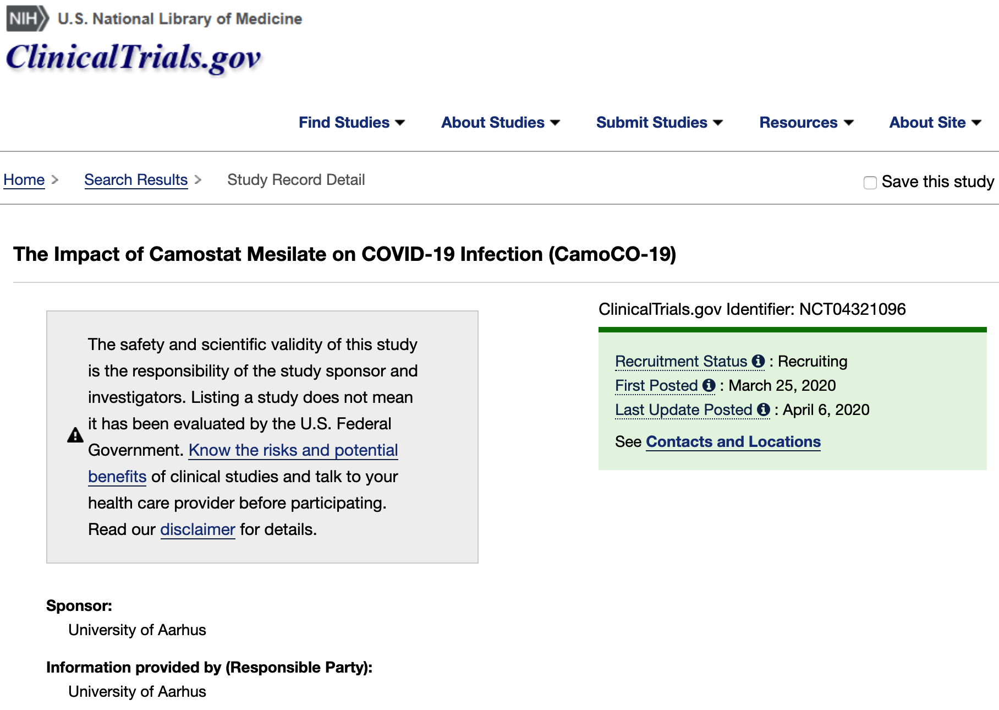 NIH U.S. National Library of Medicine
ClinicalTrials.gov
Find Studies About Studies Submit Studies Resources About Site
Home > Search Results > Study Record Detail
Save this study
The Impact of Camostat Mesilate on COVID-19 Infection (CamoCO-19)
The safety and scientific validity of this study
is the responsibility of the study sponsor and
investigators. Listing a study does not mean
it has been evaluated by the U.S. Federal
Government. Know the risks and potential
benefits of clinical studies and talk to your
health care provider before participating.
Read our disclaimer for details.
ClinicalTrials.gov Identifier: NCT04321096
Recruitment Status : Recruiting
First Posted : March 25, 2020
Last Update Posted : April 6, 2020
See Contacts and Locations
Sponsor:
University of Aarhus
Information provided by (Responsible Party):
University of Aarhus